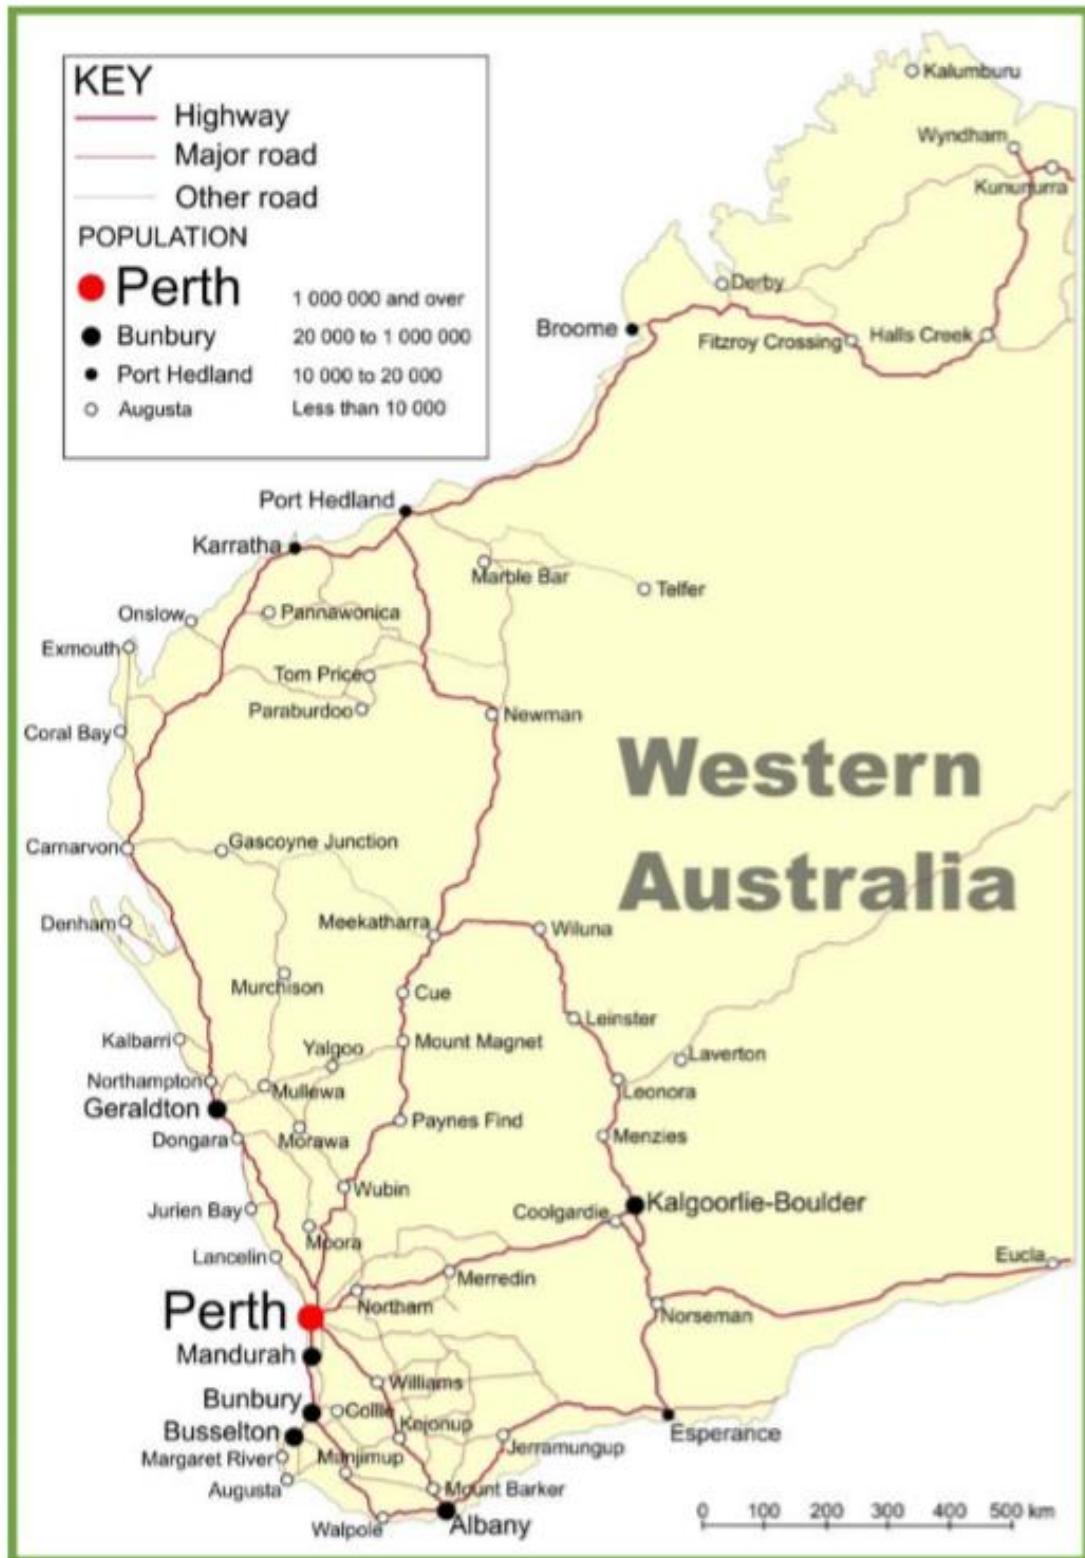 KEY
Highway
Major road
Other road
POPULATION
Perth 1 000 000 and over
Bunbury 20 000 to 1 000 000
Port Hedland 10 000 to 20 000
Augusta Less than 10 000
Kalumburu
Wyndham
Kununurra
Derby
Broome
Fitzroy Crossing
Halls Creek
Port Hedland
Karratha
Marble Bar
Telfer
Onslow
Pannawonica
Exmouth
Tom Price
Paraburdoo
Newman
Coral Bay
Western
Australia
Carnarvon
Gascoyne Junction
Denham
Meekatharra
Wiluna
Murchison
Cue
Leinster
Kalbarri
Yalgoo
Mount Magnet
Laverton
Northampton
Mullewa
Leonora
Geraldton
Dongara
Morawa
Paynes Find
Menzies
Wubin
Kalgoorlie-Boulder
Jurien Bay
Coolgardie
Moora
Lancelin
Merredin
Eucla
Northam
Perth
Norseman
Mandurah
Williams
Bunbury
Collie
Kojonup
Busselton
Esperance
Jerramungup
Margaret River
Manjimup
Augusta
Mount Barker
Walpole
Albany
0 100 200 300 400 500 km